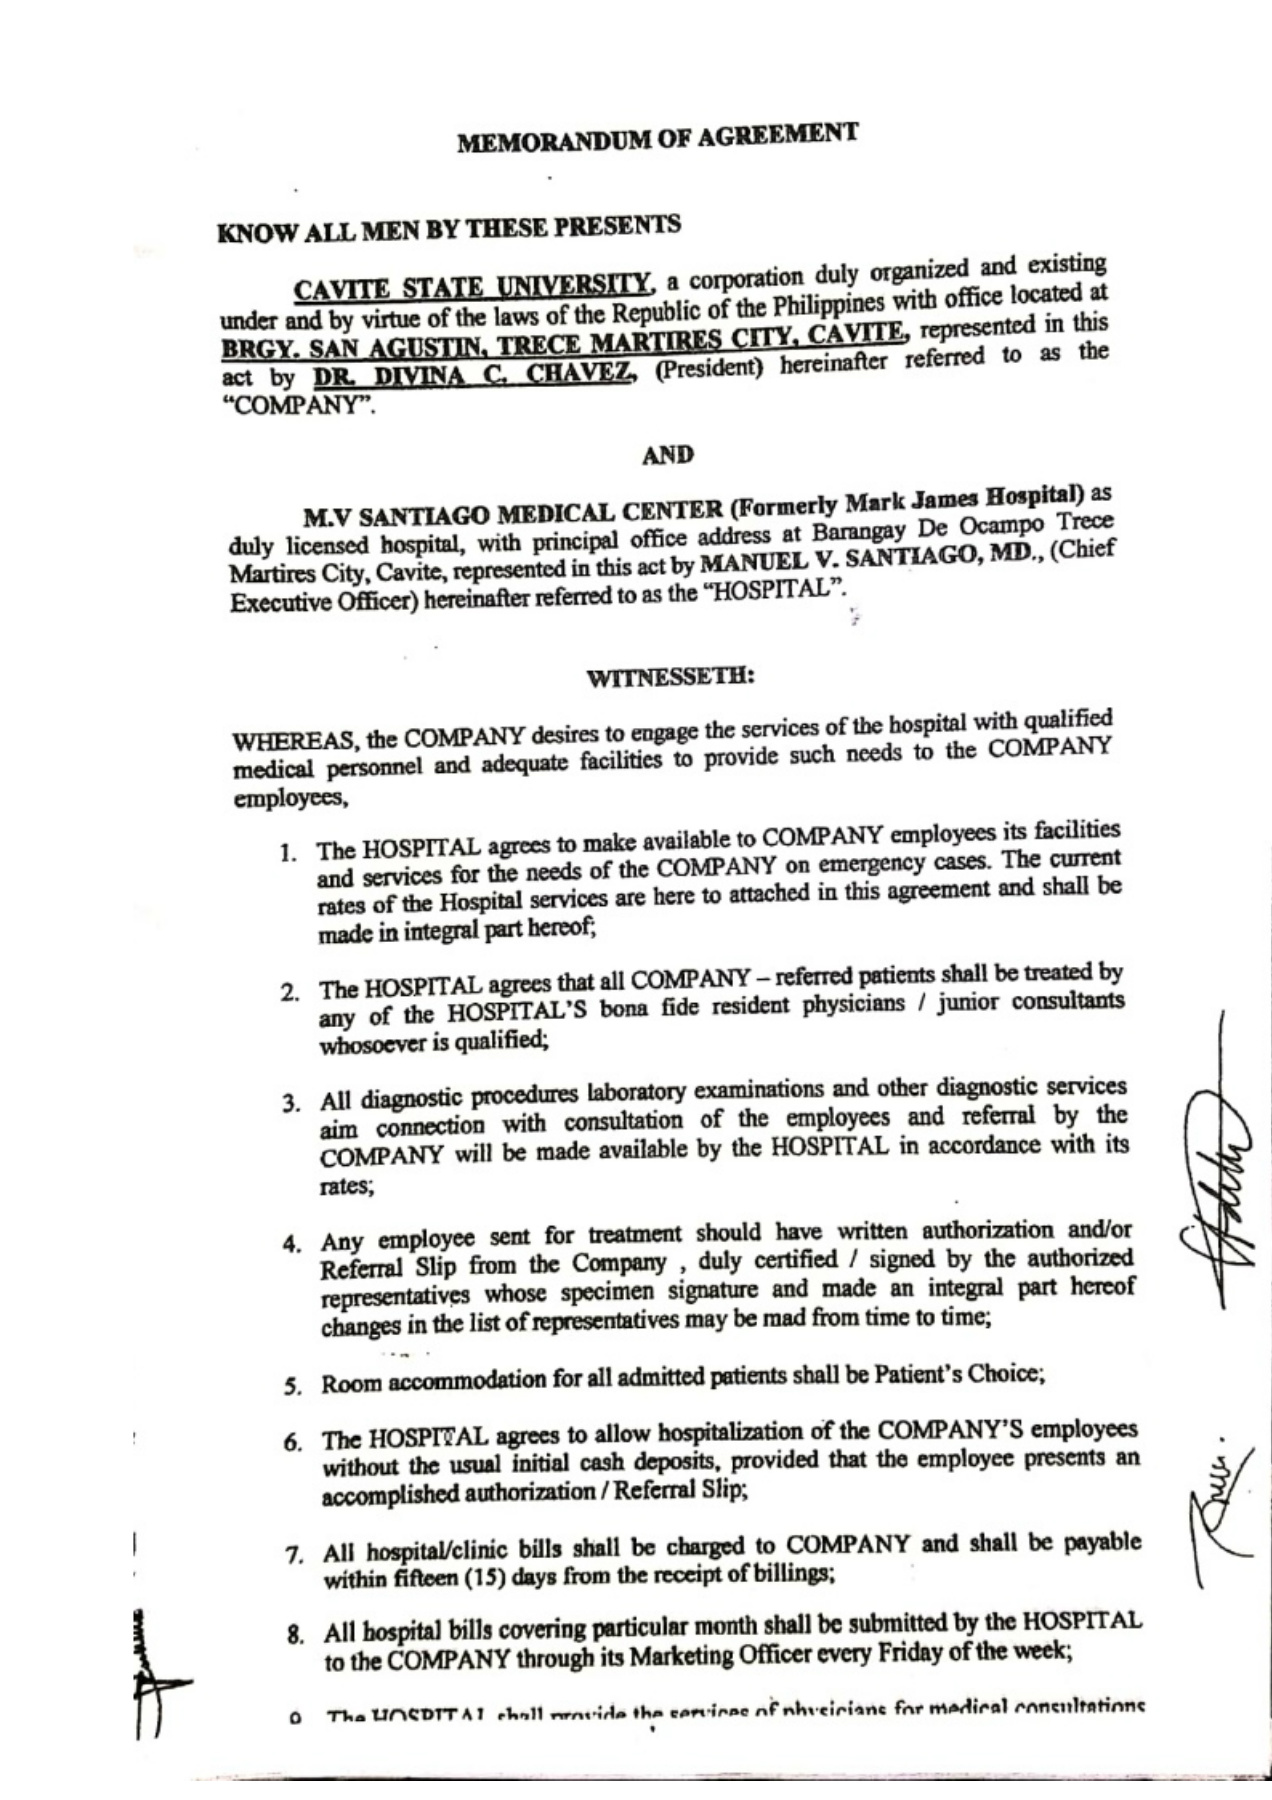 MEMORANDUM OF AGREEMENT
KNOW ALL MEN BY THESE PRESENTS
CAVITE STATE UNIVERSITY, a corporation duly organized and existing
under and by virtue of the laws of the Republic of the Philippines with office located at
BRGY. SAN AGUSTIN, TRECE MARTIRES CITY, CAVITE, represented in this
act by DR. DIVINA C. CHAVEZ, (President) hereinafter referred to as the
“COMPANY”.
AND
M.V SANTIAGO MEDICAL CENTER (Formerly Mark James Hospital) as
duly licensed hospital, with principal office address at Barangay De Ocampo Trece
Martires City, Cavite, represented in this act by MANUEL V. SANTIAGO, MD., (Chief
Executive Officer) hereinafter referred to as the “HOSPITAL”.
WITNESSETH:
WHEREAS, the COMPANY desires to engage the services of the hospital with qualified
medical personnel and adequate facilities to provide such needs to the COMPANY
employees,
1. The HOSPITAL agrees to make available to COMPANY employees its facilities
and services for the needs of the COMPANY on emergency cases. The current
rates of the Hospital services are here to attached in this agreement and shall be
made in integral part hereof;
2. The HOSPITAL agrees that all COMPANY – referred patients shall be treated by
any of the HOSPITAL’S bona fide resident physicians / junior consultants
whosoever is qualified;
3. All diagnostic procedures laboratory examinations and other diagnostic services
aim connection with consultation of the employees and referral by the
COMPANY will be made available by the HOSPITAL in accordance with its
rates;
4. Any employee sent for treatment should have written authorization and/or
Referral Slip from the Company , duly certified / signed by the authorized
representatives whose specimen signature and made an integral part hereof
changes in the list of representatives may be mad from time to time;
5. Room accommodation for all admitted patients shall be Patient’s Choice;
6. The HOSPITAL agrees to allow hospitalization of the COMPANY’S employees
without the usual initial cash deposits, provided that the employee presents an
accomplished authorization / Referral Slip;
7. All hospital/clinic bills shall be charged to COMPANY and shall be payable
within fifteen (15) days from the receipt of billings;
8. All hospital bills covering particular month shall be submitted by the HOSPITAL
to the COMPANY through its Marketing Officer every Friday of the week;
9 The HOSPITAL shall provide the services of physicians for medical consultations